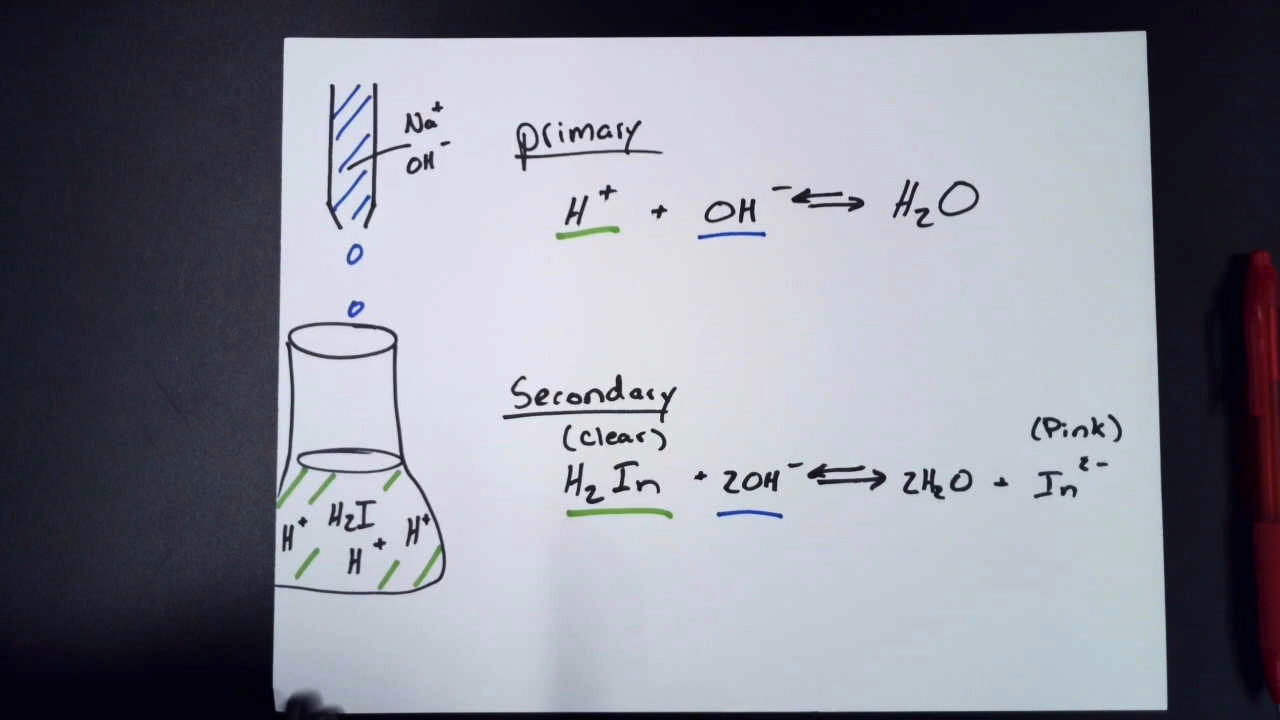 Na⁺
OH⁻
primary
H⁺ + OH⁻ ⇌ H₂O
Secondary
(clear) (Pink)
H₂In + 2OH⁻ ⇌ 2H₂O + In²⁻
H⁺ H₂I H⁺
H⁺